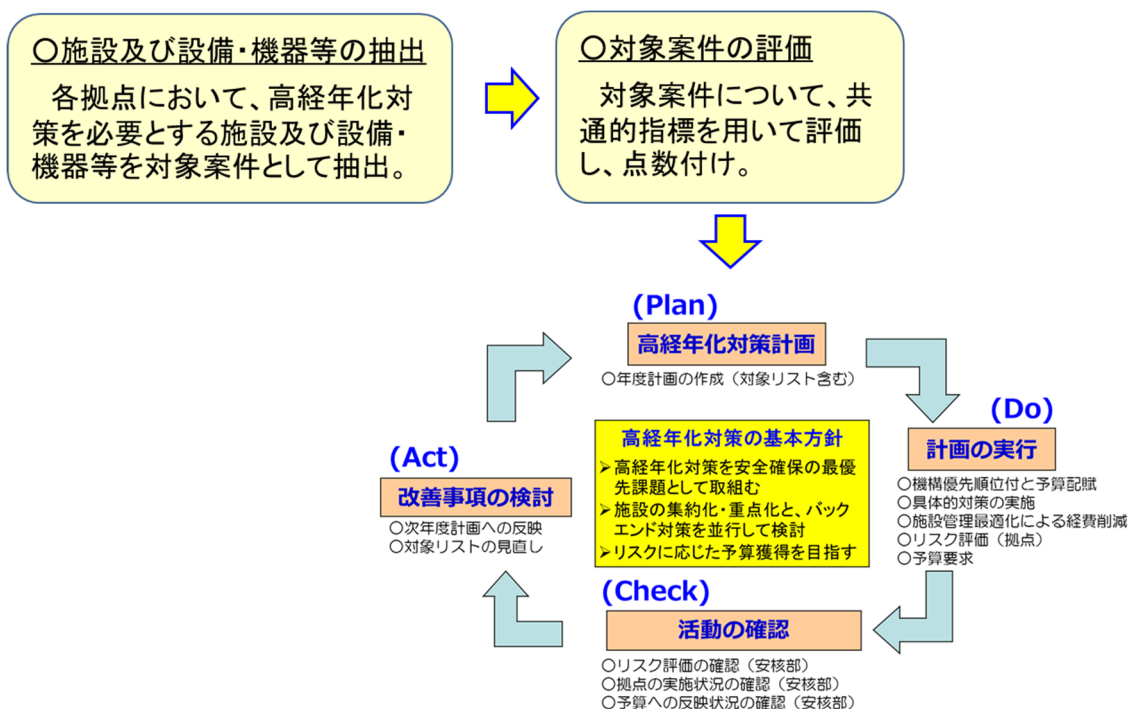 ○施設及び設備・機器等の抽出
各拠点において、高経年化対
策を必要とする施設及び設備・
機器等を対象案件として抽出。
○対象案件の評価
対象案件について、共
通的指標を用いて評価
し、点数付け。
(Plan)
高経年化対策計画
○年度計画の作成（対象リスト含む）
(Do)
計画の実行
○機構優先順位付と予算配賦
○具体的対策の実施
○施設管理最適化による経費削減
○リスク評価（拠点）
○予算要求
高経年化対策の基本方針
➢高経年化対策を安全確保の最優
先課題として取組む
➢施設の集約化・重点化と、バック
エンド対策を並行して検討
➢リスクに応じた予算獲得を目指す
(Act)
改善事項の検討
○次年度計画への反映
○対象リストの見直し
(Check)
活動の確認
○リスク評価の確認（安核部）
○拠点の実施状況の確認（安核部）
○予算への反映状況の確認（安核部）